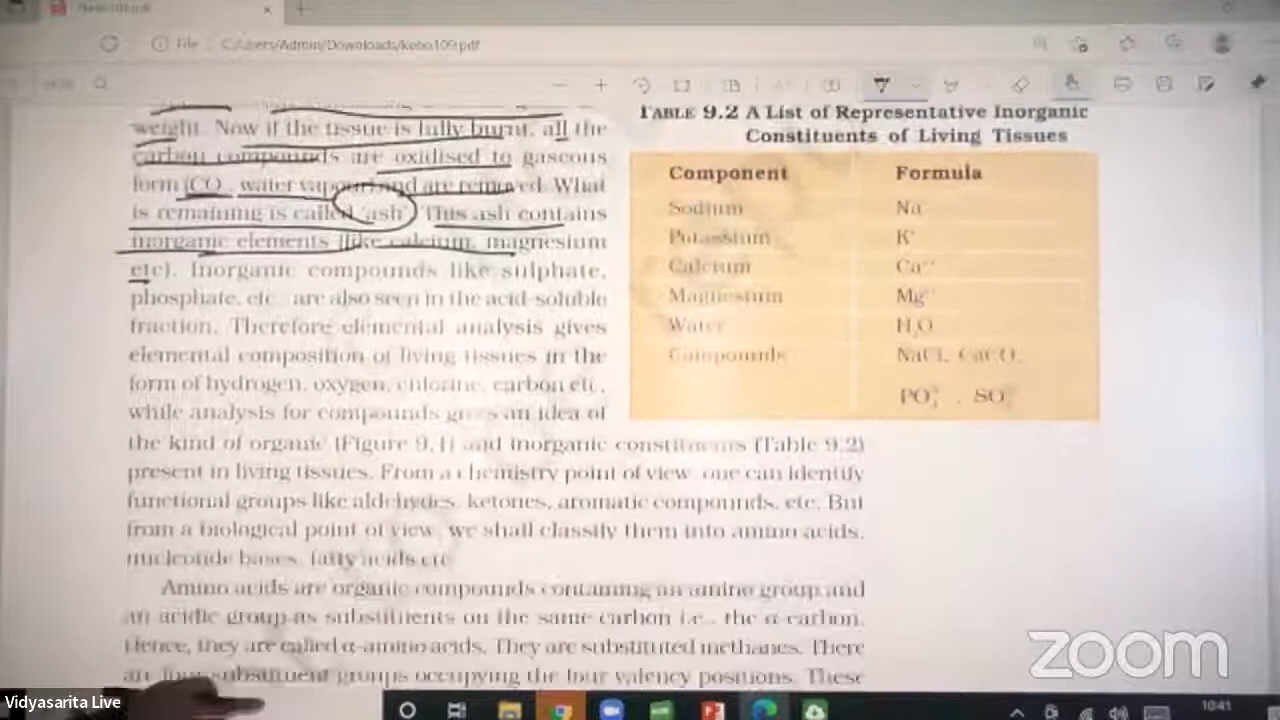 File C:/Users/Admin/Downloads/kebo109.pdf
weight. Now if the tissue is fully burnt, all the
carbon compounds are oxidised to gaseous
form (CO, water vapour) and are removed. What
is remaining is called 'ash'. This ash contains
inorganic elements (like calcium, magnesium
etc). Inorganic compounds like sulphate,
phosphate, etc., are also seen in the acid-soluble
fraction. Therefore elemental analysis gives
elemental composition of living tissues in the
form of hydrogen, oxygen, chlorine, carbon etc.
while analysis for compounds gives an idea of
the kind of organic (Figure 9.1) and inorganic constituents (Table 9.2)
present in living tissues. From a chemistry point of view, one can identify
functional groups like aldehydes, ketones, aromatic compounds, etc. But
from a biological point of view, we shall classify them into amino acids,
nucleotide bases, fatty acids etc.
Amino acids are organic compounds containing an amino group and
an acidic group as substituents on the same carbon i.e., the α-carbon.
Hence, they are called α-amino acids. They are substituted methanes. There
are four substituent groups occupying the four valency positions. These
TABLE 9.2 A List of Representative Inorganic
Constituents of Living Tissues
Component Formula
Sodium Na
Potassium K⁺
Calcium Ca⁺⁺
Magnesium Mg⁺⁺
Water H₂O
Compounds NaCl, CaCO₃,
PO₄³⁻, SO₄²⁻
zoom
Vidyasarita Live
10:41